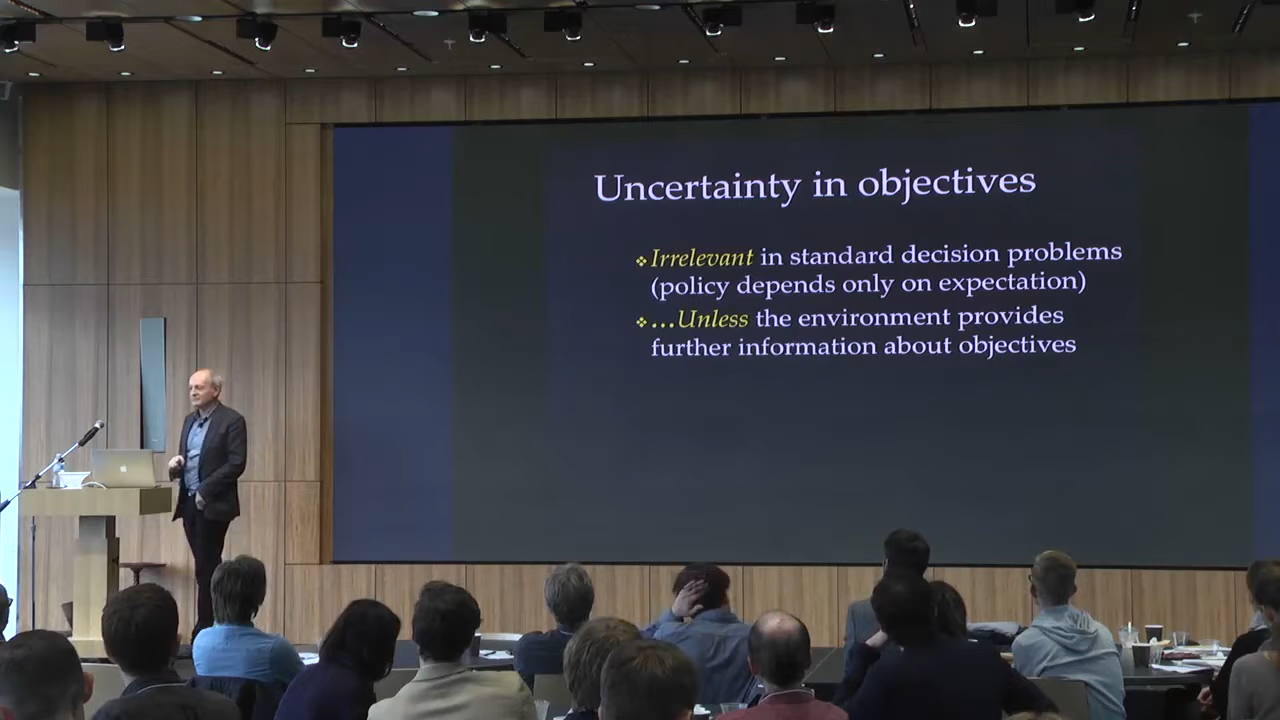 Uncertainty in objectives
❖Irrelevant in standard decision problems
(policy depends only on expectation)
❖…Unless the environment provides
further information about objectives